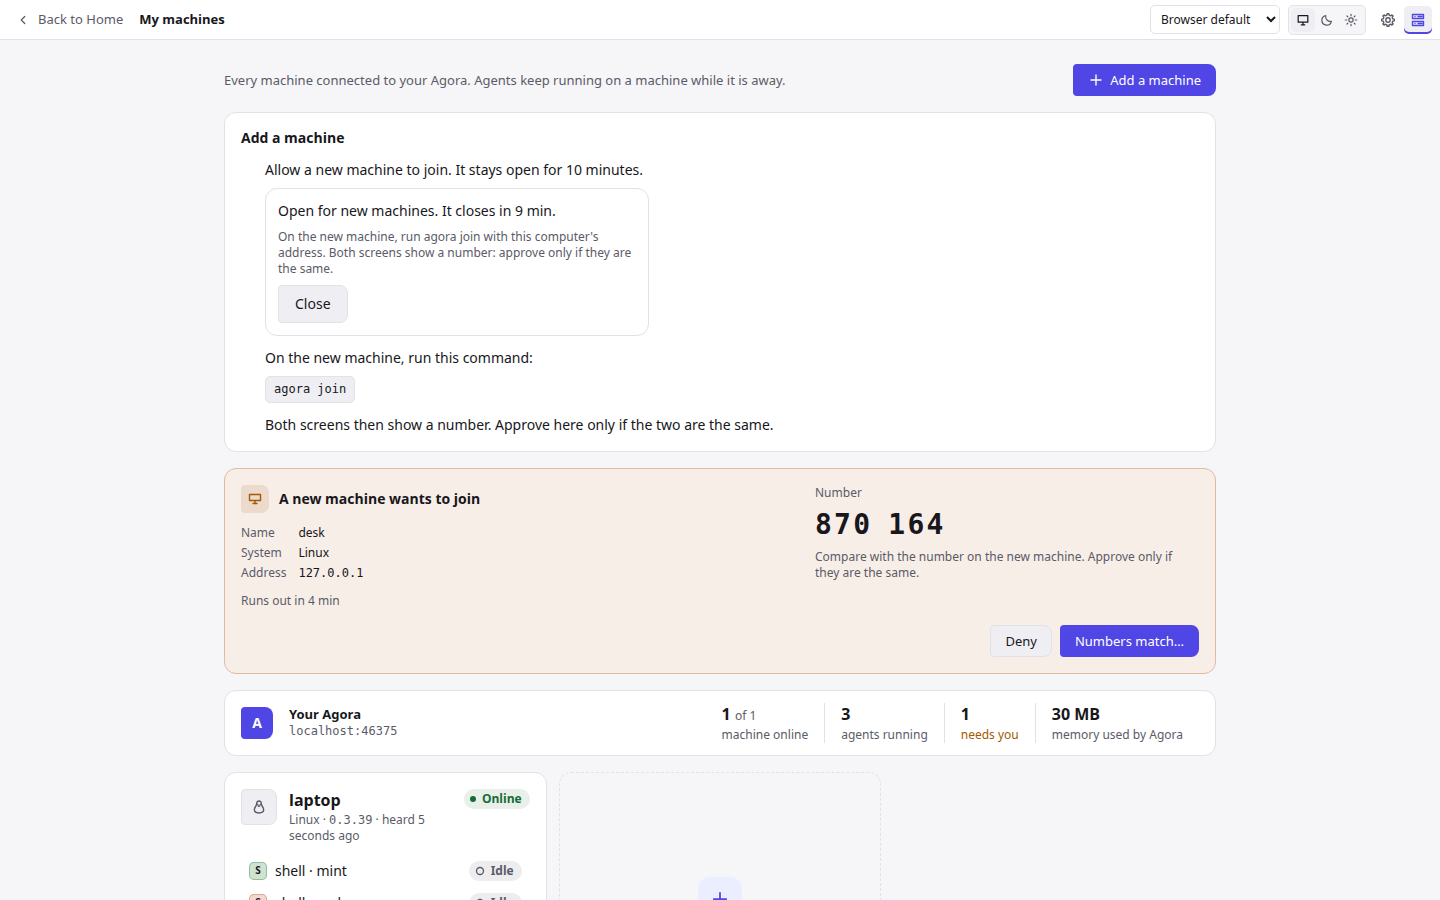 Back to Home
My machines
Browser default
Every machine connected to your Agora. Agents keep running on a machine while it is away.
Add a machine
Add a machine
Allow a new machine to join. It stays open for 10 minutes.
Open for new machines. It closes in 9 min.
On the new machine, run agora join with this computer's
address. Both screens show a number: approve only if they are
the same.
Close
On the new machine, run this command:
agora join
Both screens then show a number. Approve here only if the two are the same.
A new machine wants to join
Name desk
System Linux
Address 127.0.0.1
Runs out in 4 min
Number
870 164
Compare with the number on the new machine. Approve only if
they are the same.
Deny
Numbers match...
A
Your Agora
localhost:46375
1 of 1
machine online
3
agents running
1
needs you
30 MB
memory used by Agora
laptop
Linux · 0.3.39 · heard 5
seconds ago
Online
S
shell · mint
Idle